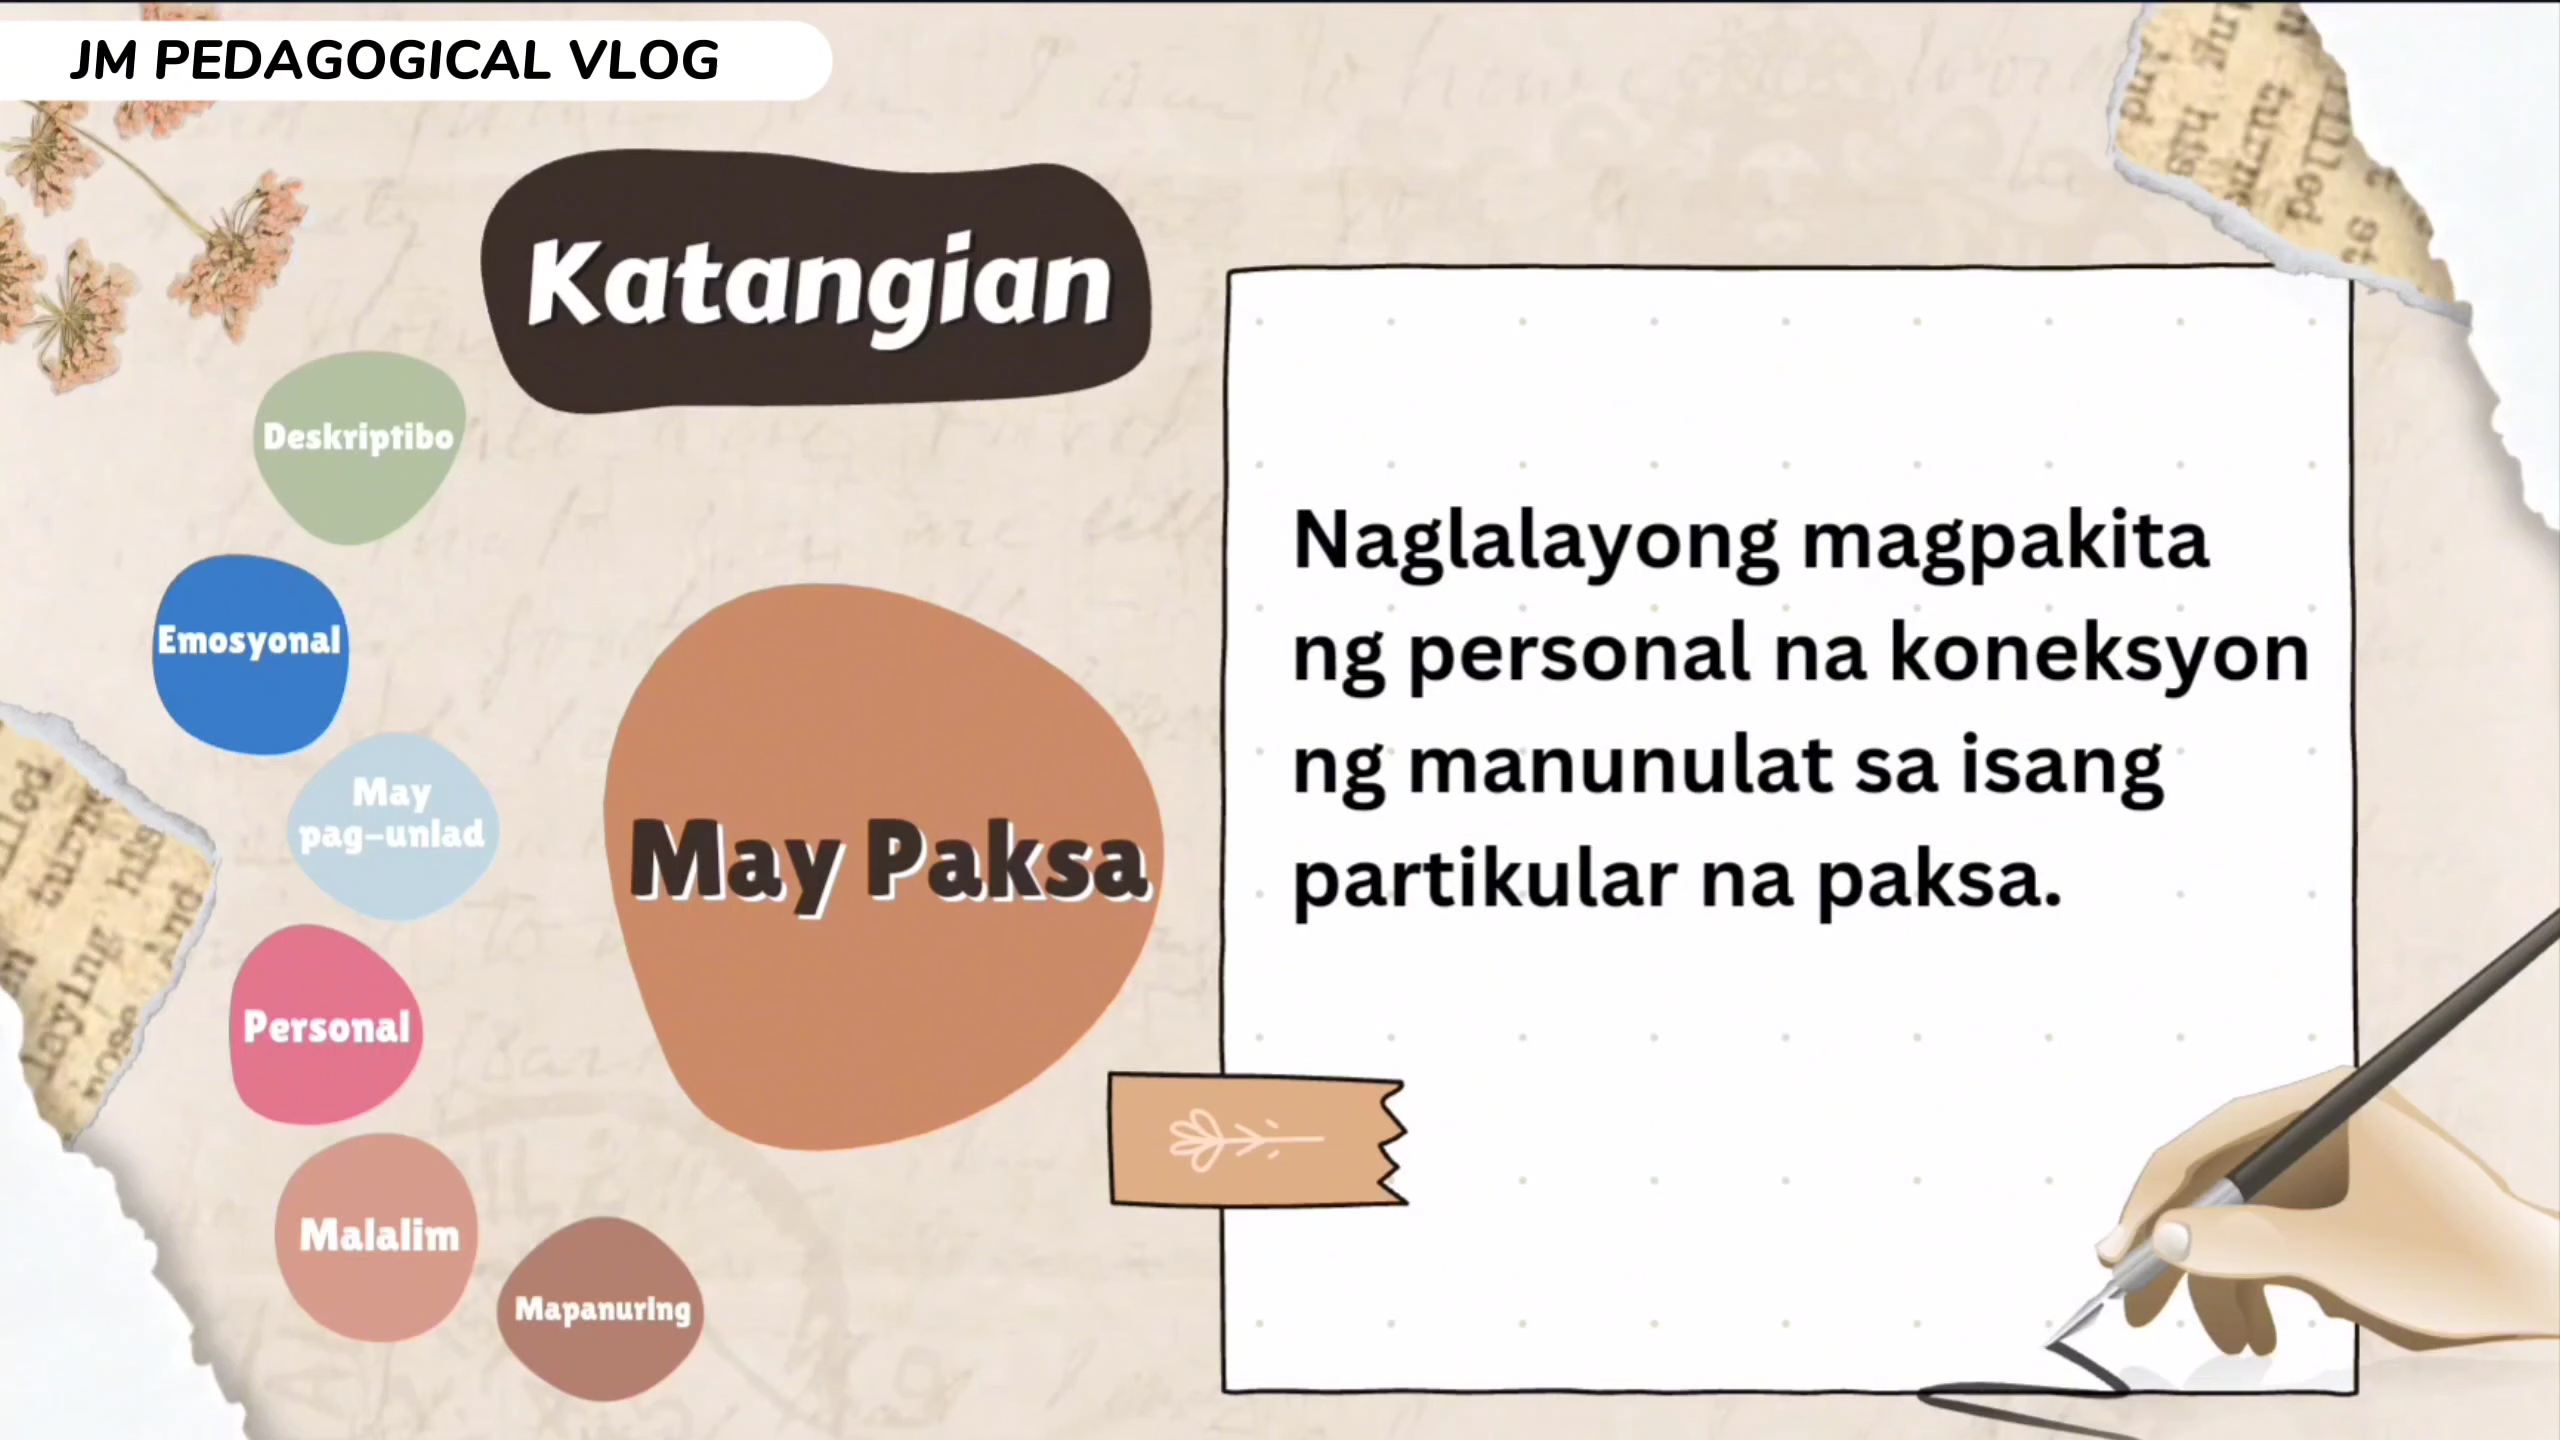 JM PEDAGOGICAL VLOG
Katangian
Deskriptibo
Emosyonal
May
pag-unlad
Personal
Malalim
Mapanuring
May Paksa
Naglalayong magpakita
ng personal na koneksyon
ng manunulat sa isang
partikular na paksa.